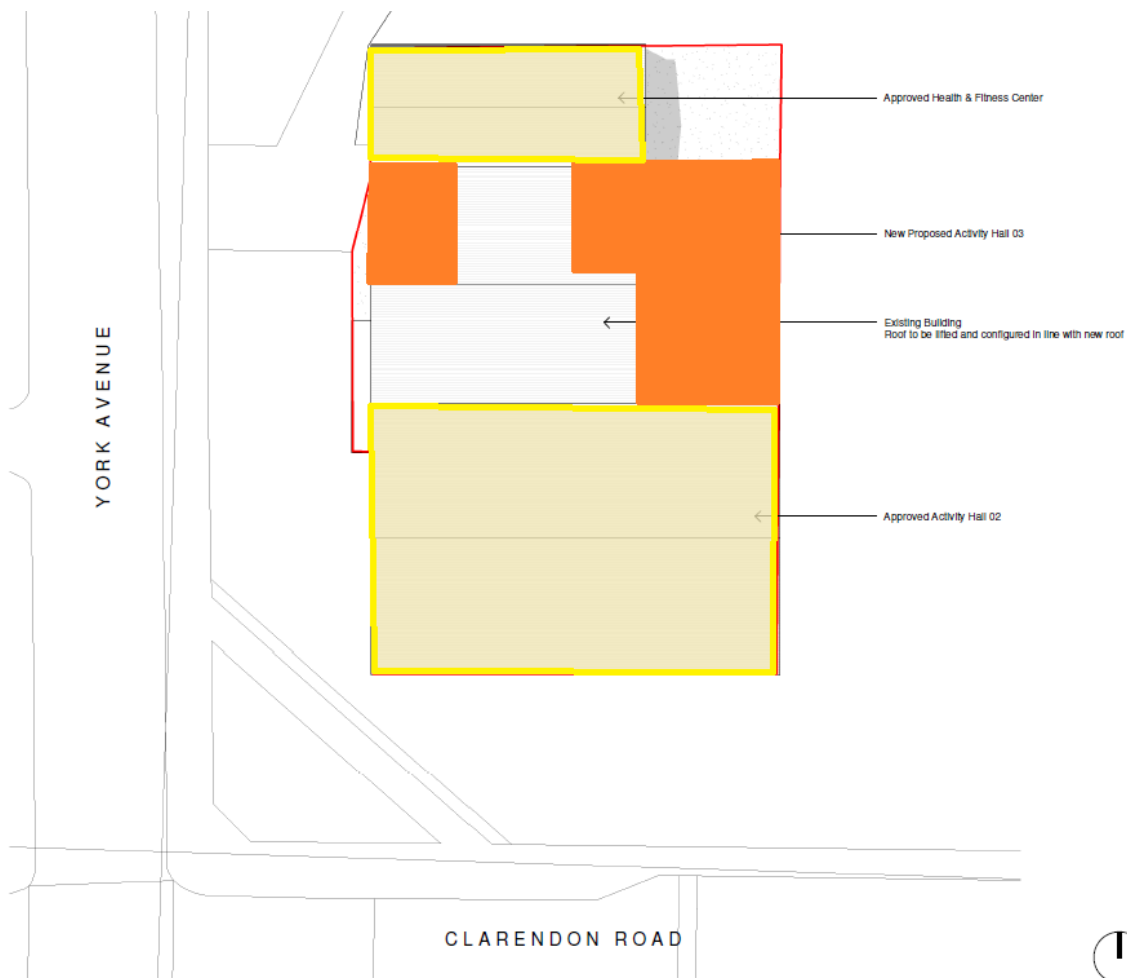 Approved Health & Fitness Center
New Proposed Activity Hall 03
Existing Building
Roof to be lifted and configured in line with new roof
YORK AVENUE
Approved Activity Hall 02
CLARENDON ROAD